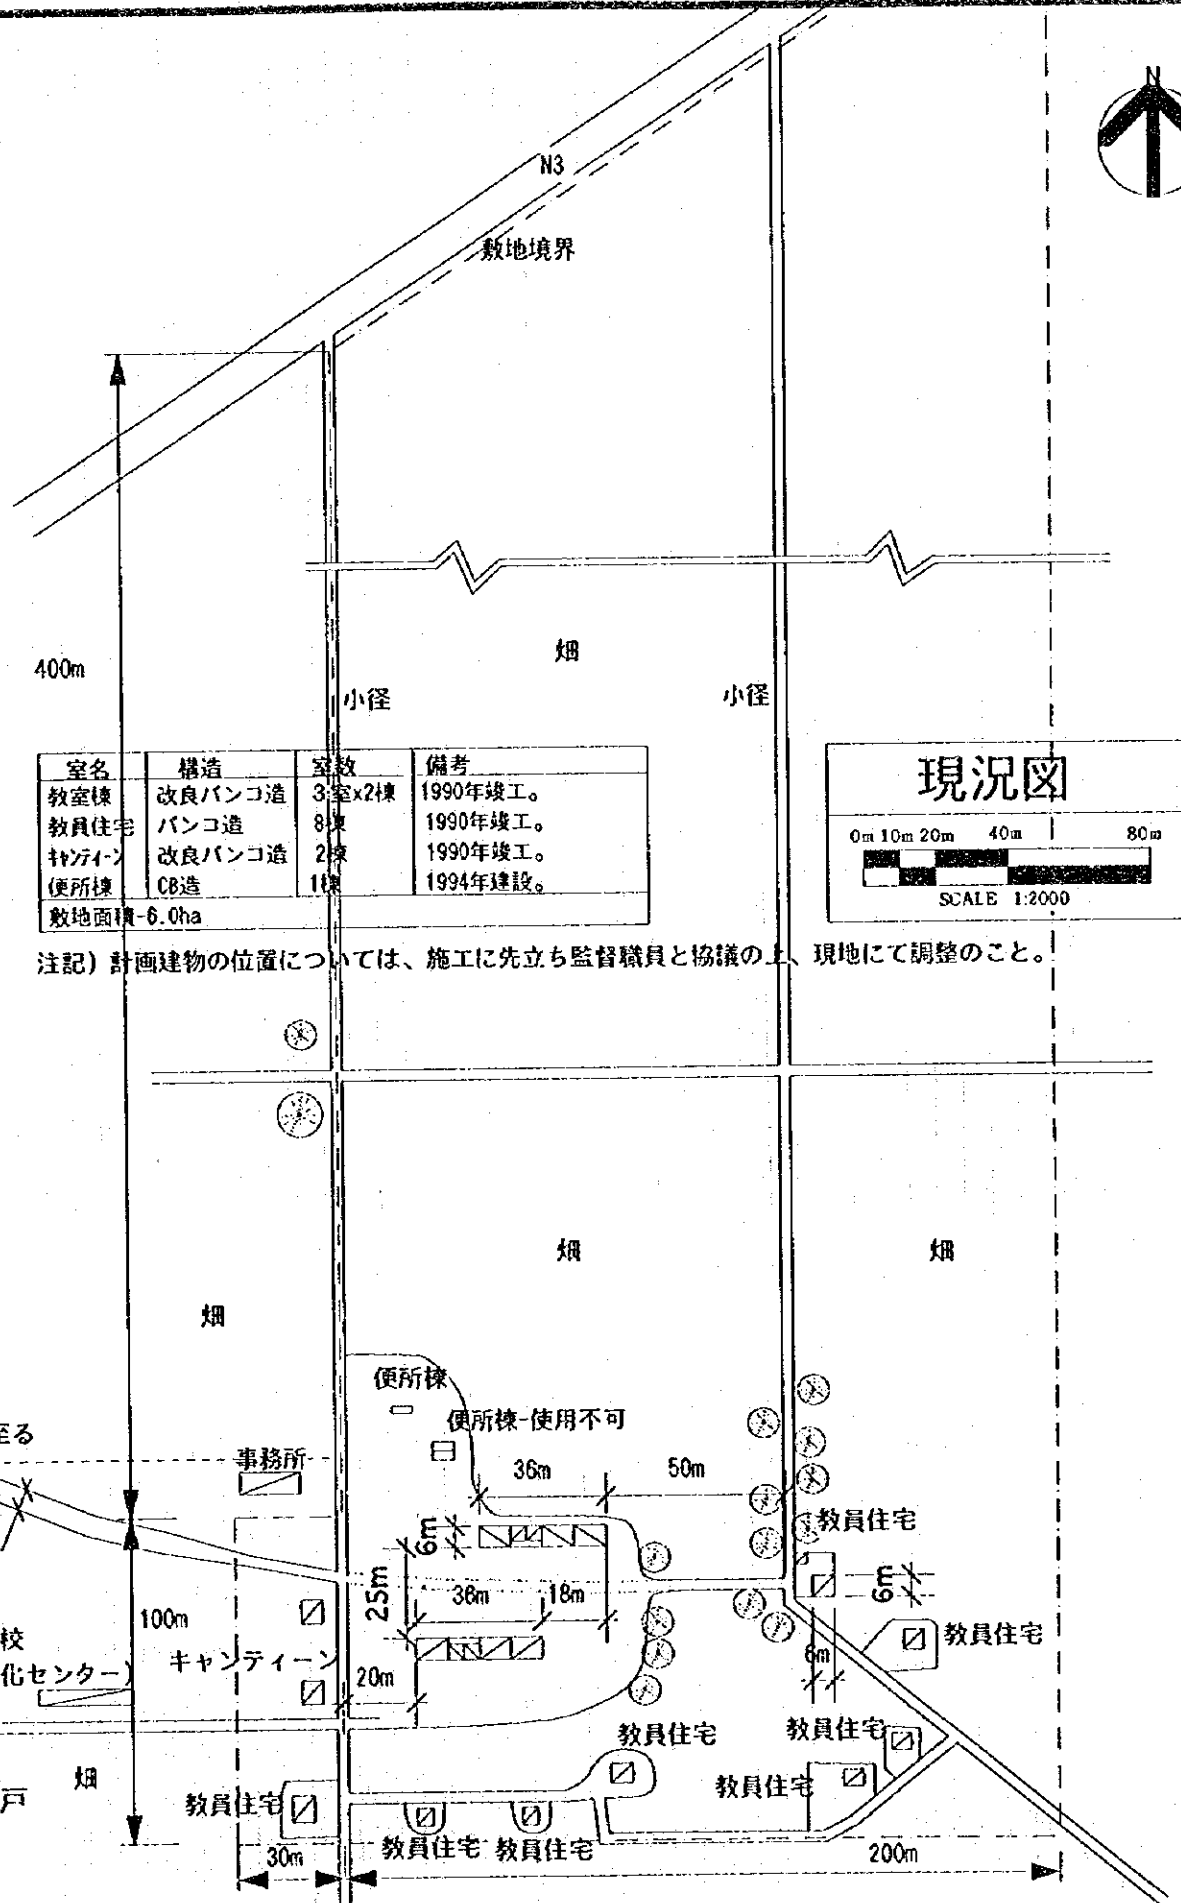 N
N3
敷地境界
畑
400m
小径
小径
室名 構造 室数 備考
教室棟 改良バンコ造 3室x2棟 1990年竣工。
教員住宅 バンコ造 8棟 1990年竣工。
キャンティーン 改良バンコ造 2棟 1990年竣工。
便所棟 CB造 1棟 1994年建設。
敷地面積-6.0ha
現況図
0m 10m 20m 40m 80m
SCALE 1:2000
注記) 計画建物の位置については、施工に先立ち監督職員と協議の上、現地にて調整のこと。
畑
畑
畑
便所棟
至る
便所棟-使用不可
事務所
36m
50m
教員住宅
6m
25m
36m
18m
6m
100m
校
教員住宅
化センター)
キャンティーン
20m
6m
教員住宅
教員住宅
畑
戸
教員住宅
教員住宅
教員住宅
教員住宅
30m
200m